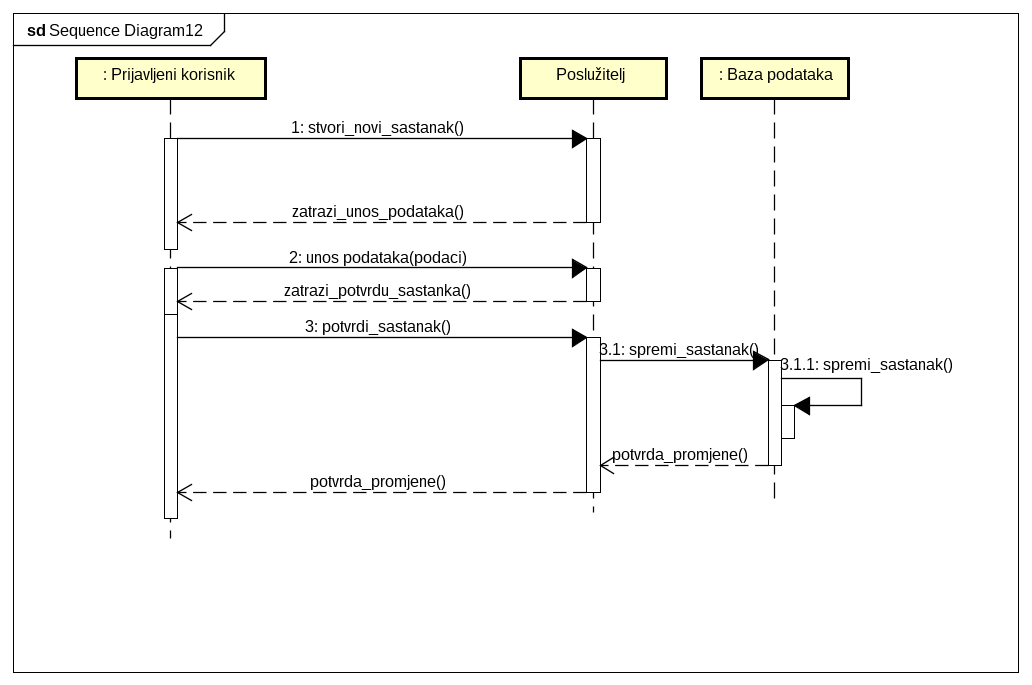 sd Sequence Diagram12
: Prijavljeni korisnik
Poslužitelj
: Baza podataka
1: stvori_novi_sastanak()
zatrazi_unos_podataka()
2: unos podataka(podaci)
zatrazi_potvrdu_sastanka()
3: potvrdi_sastanak()
3.1: spremi_sastanak()
3.1.1: spremi_sastanak()
potvrda_promjene()
potvrda_promjene()